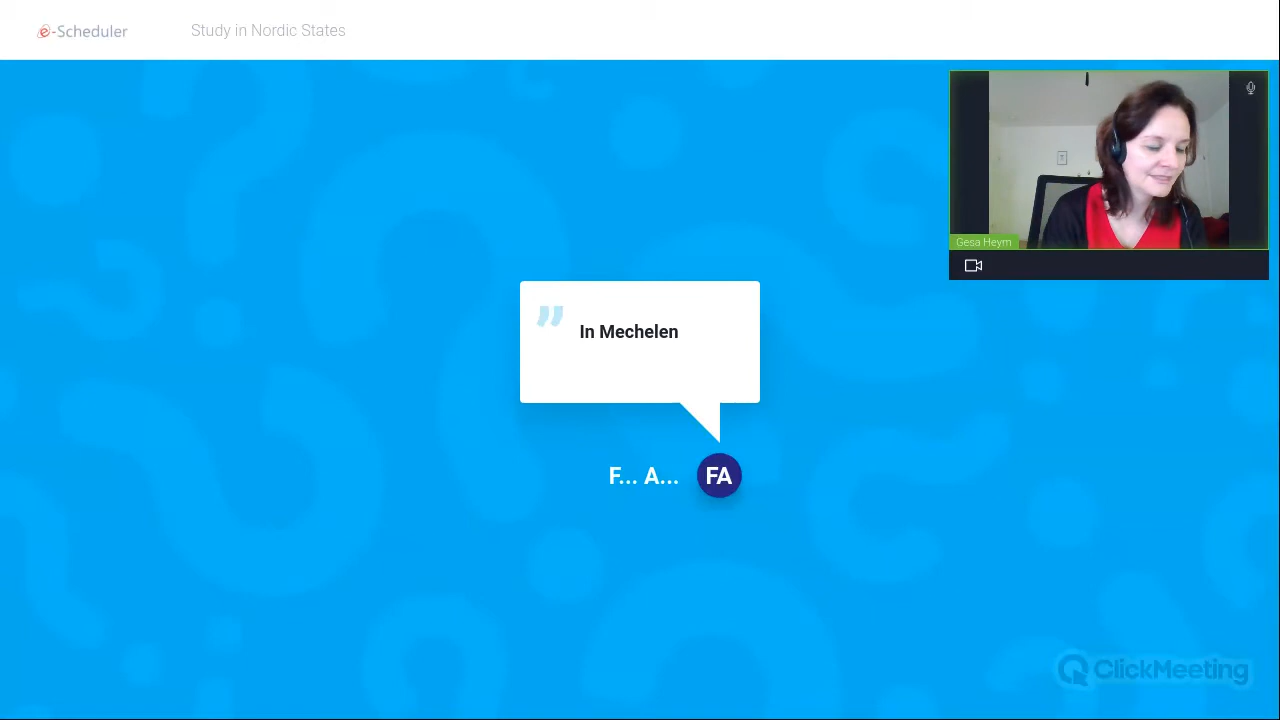 e-Scheduler
Study in Nordic States
Gesa Heym
" In Mechelen
F... A... FA
ClickMeeting